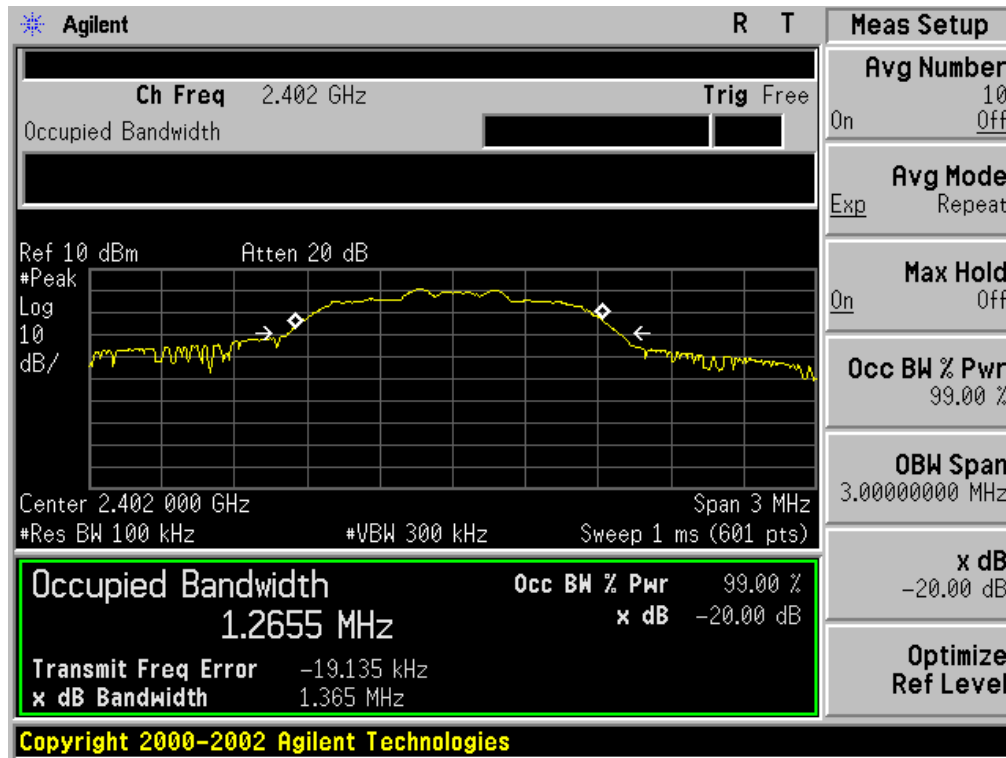 Agilent
R T
Meas Setup
Ch Freq 2.402 GHz
Trig Free
Occupied Bandwidth
Ref 10 dBm
Atten 20 dB
#Peak
Log
10
dB/
Center 2.402 000 GHz
Span 3 MHz
#Res BW 100 kHz
#VBW 300 kHz
Sweep 1 ms (601 pts)
Occupied Bandwidth
1.2655 MHz
Occ BW % Pwr 99.00 %
x dB -20.00 dB
Transmit Freq Error -19.135 kHz
x dB Bandwidth 1.365 MHz
Copyright 2000-2002 Agilent Technologies
Avg Number
10
On Off
Avg Mode
Exp Repeat
Max Hold
On Off
Occ BW % Pwr
99.00 %
OBW Span
3.00000000 MHz
x dB
-20.00 dB
Optimize
Ref Level